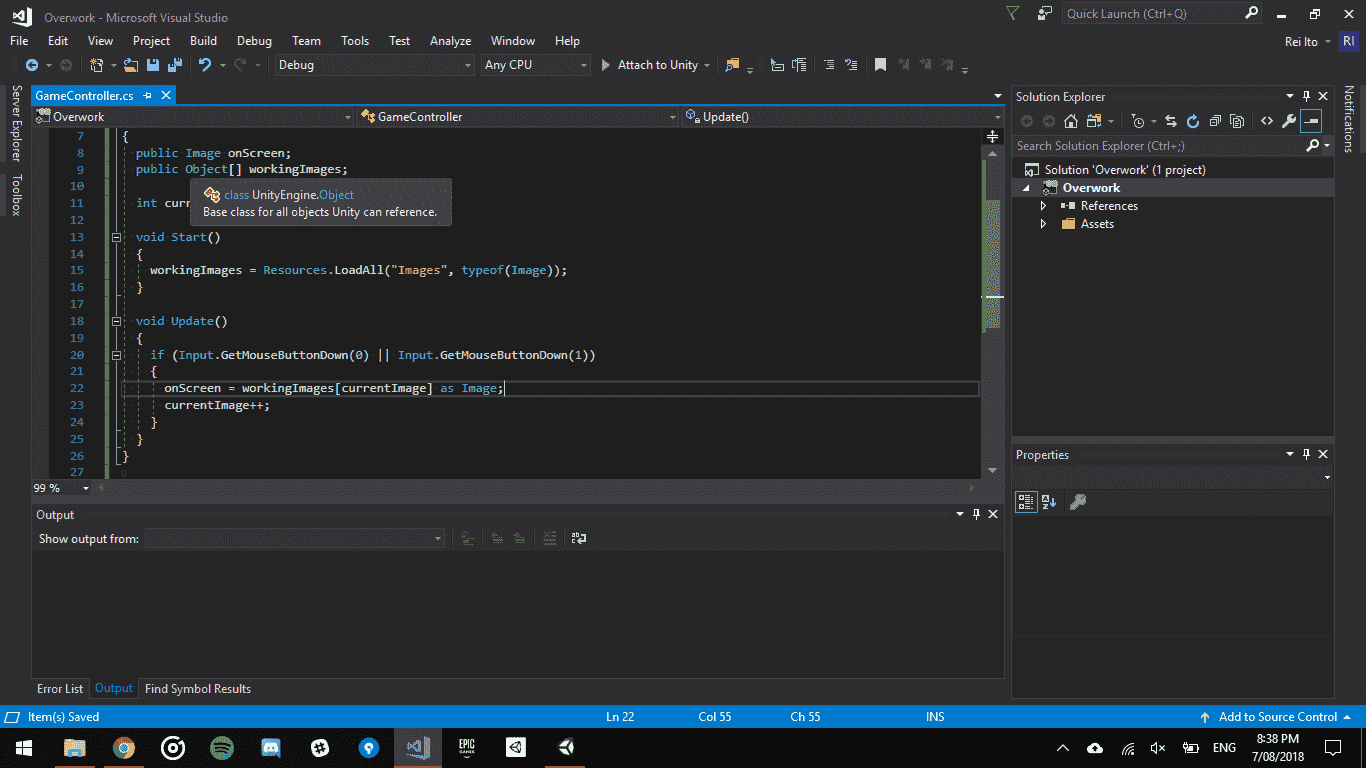 Overwork - Microsoft Visual Studio
Quick Launch (Ctrl+Q)
File Edit View Project Build Debug Team Tools Test Analyze Window Help
Rei Ito RI
Debug Any CPU Attach to Unity
Server Explorer
Toolbox
GameController.cs
Overwork GameController Update()
7 {
8 public Image onScreen;
9 public Object[] workingImages;
10
class UnityEngine.Object
11 int curr
Base class for all objects Unity can reference.
12
13 void Start()
14 {
15 workingImages = Resources.LoadAll("Images", typeof(Image));
16 }
17
18 void Update()
19 {
20 if (Input.GetMouseButtonDown(0) || Input.GetMouseButtonDown(1))
21 {
22 onScreen = workingImages[currentImage] as Image;
23 currentImage++;
24 }
25 }
26 }
27
99 %
Output
Show output from:
Error List Output Find Symbol Results
Solution Explorer
Search Solution Explorer (Ctrl+;)
Solution 'Overwork' (1 project)
Overwork
References
Assets
Properties
Notifications
Item(s) Saved Ln 22 Col 55 Ch 55 INS Add to Source Control
EPIC GAMES
ENG
8:38 PM
7/08/2018